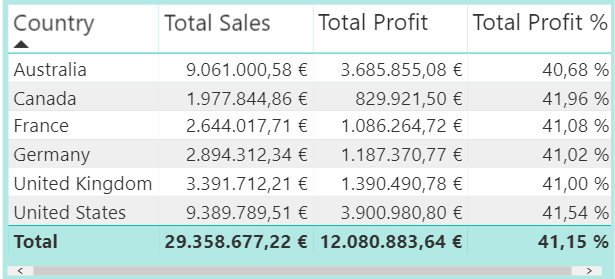 Country Total Sales Total Profit Total Profit %
Australia 9.061.000,58 € 3.685.855,08 € 40,68 %
Canada 1.977.844,86 € 829.921,50 € 41,96 %
France 2.644.017,71 € 1.086.264,72 € 41,08 %
Germany 2.894.312,34 € 1.187.370,77 € 41,02 %
United Kingdom 3.391.712,21 € 1.390.490,78 € 41,00 %
United States 9.389.789,51 € 3.900.980,80 € 41,54 %
Total 29.358.677,22 € 12.080.883,64 € 41,15 %